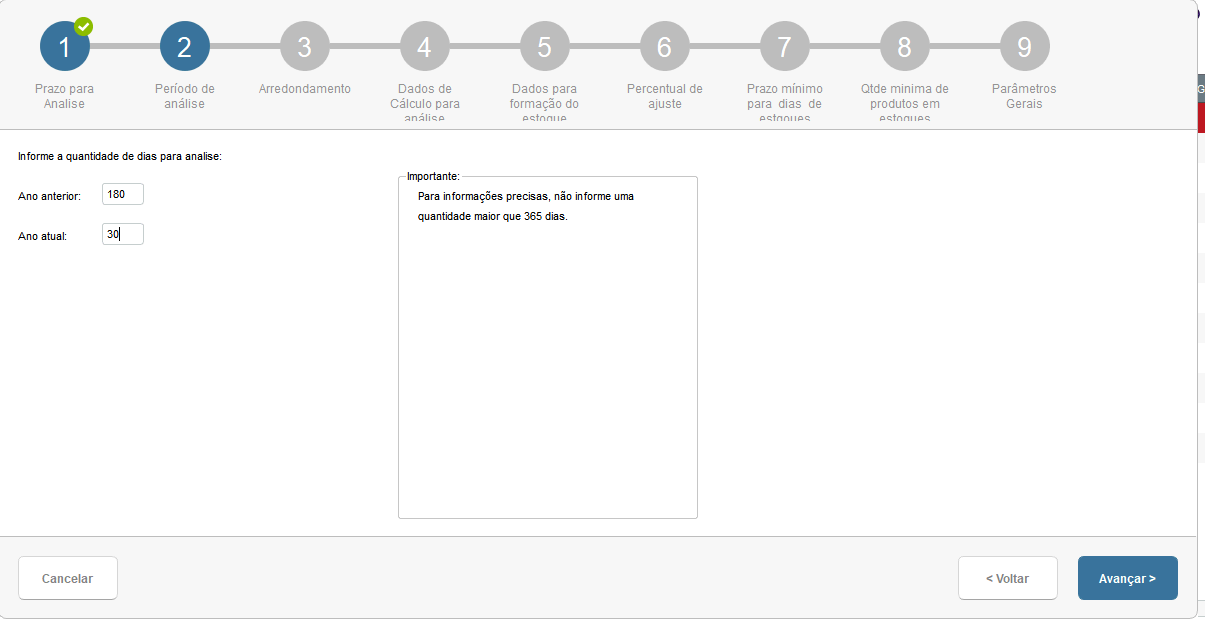 1
2
3
4
5
6
7
8
9
Prazo para
Analise
Período de
análise
Arredondamento
Dados de
Cálculo para
análise
Dados para
formação do
estoque
Percentual de
ajuste
Prazo mínimo
para dias de
estqoues
Qtde minima de
produtos em
estoques
Parâmetros
Gerais
Informe a quantidade de dias para analise:
Ano anterior: 180
Ano atual: 30
Importante:
Para informações precisas, não informe uma
quantidade maior que 365 dias.
Cancelar
< Voltar
Avançar >